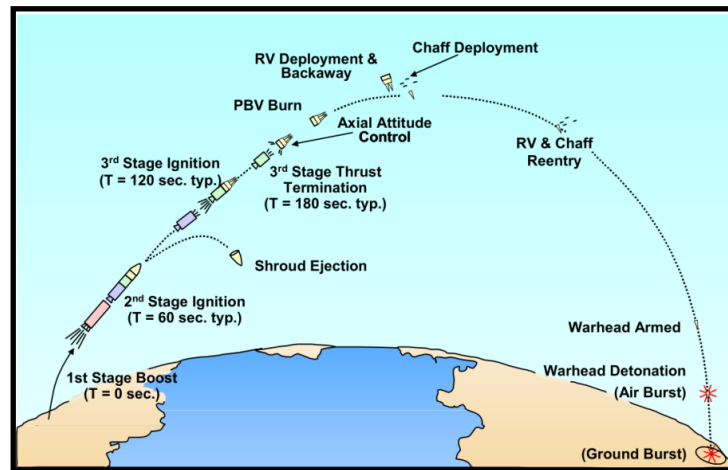 Chaff Deployment
RV Deployment &
Backaway
PBV Burn
Axial Attitude
Control
RV & Chaff
Reentry
3rd Stage Ignition
(T = 120 sec. typ.)
3rd Stage Thrust
Termination
(T = 180 sec. typ.)
Shroud Ejection
2nd Stage Ignition
(T = 60 sec. typ.)
Warhead Armed
1st Stage Boost
(T = 0 sec.)
Warhead Detonation
(Air Burst)
(Ground Burst)